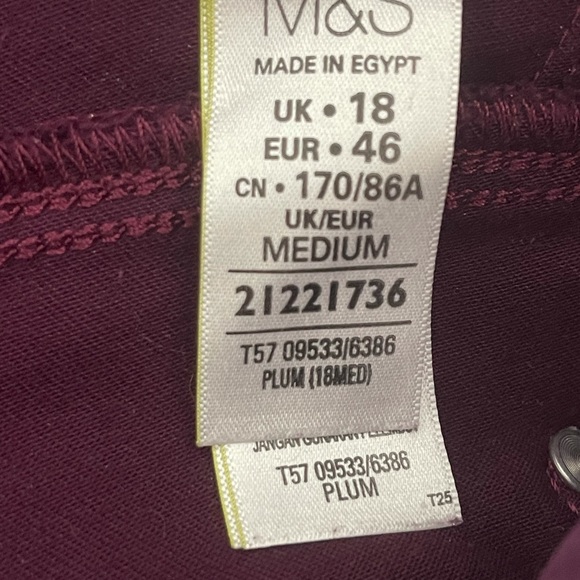 M&S
MADE IN EGYPT
UK • 18
EUR • 46
CN • 170/86A
UK/EUR
MEDIUM
21221736
T57 09533/6386
PLUM (18MED)
JANGAN
T57 09533/6386
PLUM
T25